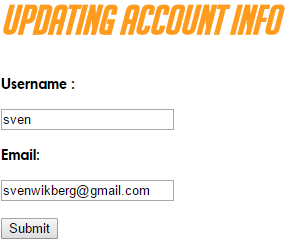 UPDATING ACCOUNT INFO
Username :
sven
Email:
svenwikberg@gmail.com
Submit